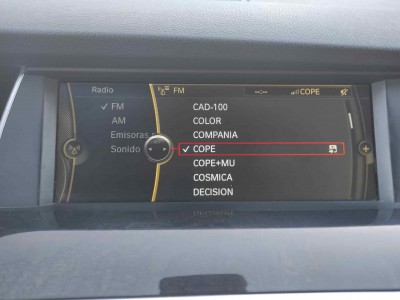 Radio
FM
--:--
COPE
FM
AM
Emisoras
Sonido
CAD-100
COLOR
COMPANIA
COPE
COPE+MU
COSMICA
DECISION